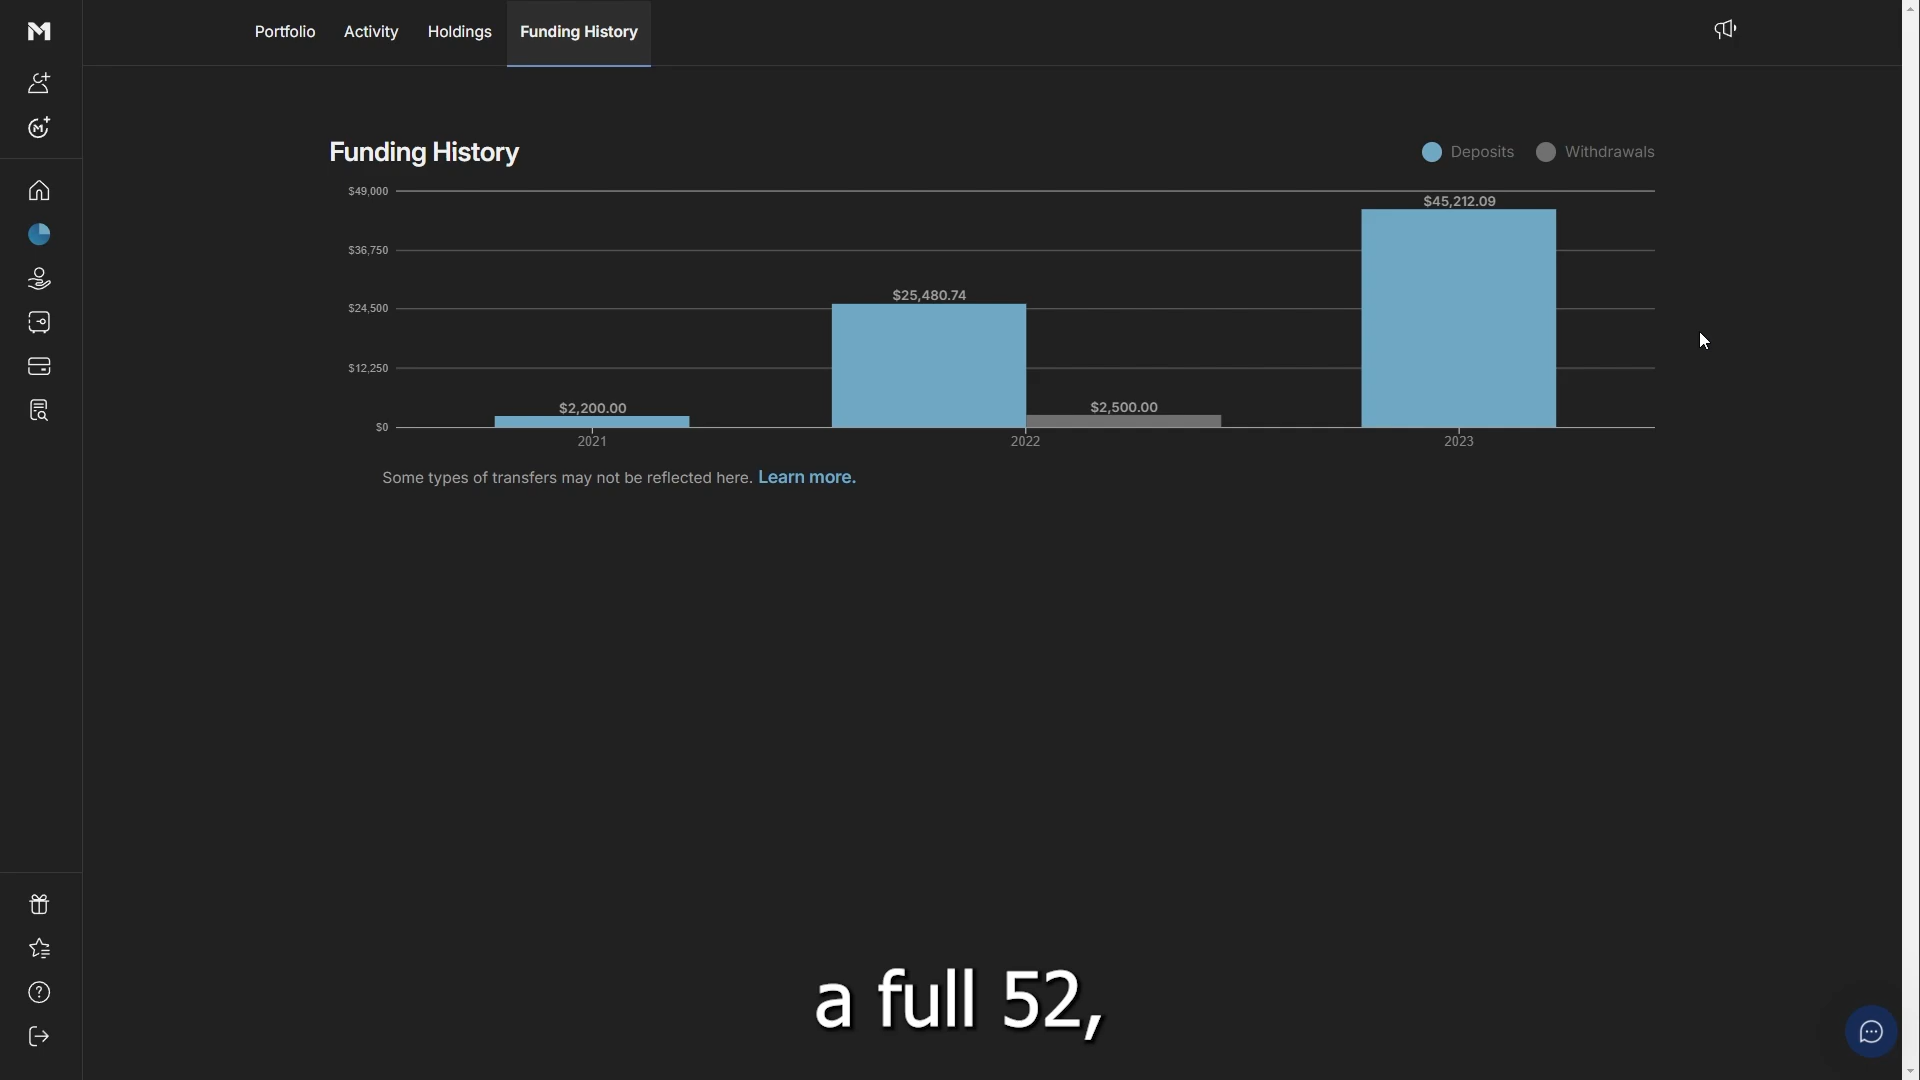 Portfolio Activity Holdings Funding History
Funding History
Deposits Withdrawals
$49,000
$45,212.09
$36,750
$25,480.74
$24,500
$12,250
$2,200.00
$2,500.00
$0
2021 2022 2023
Some types of transfers may not be reflected here. Learn more.
a full 52,